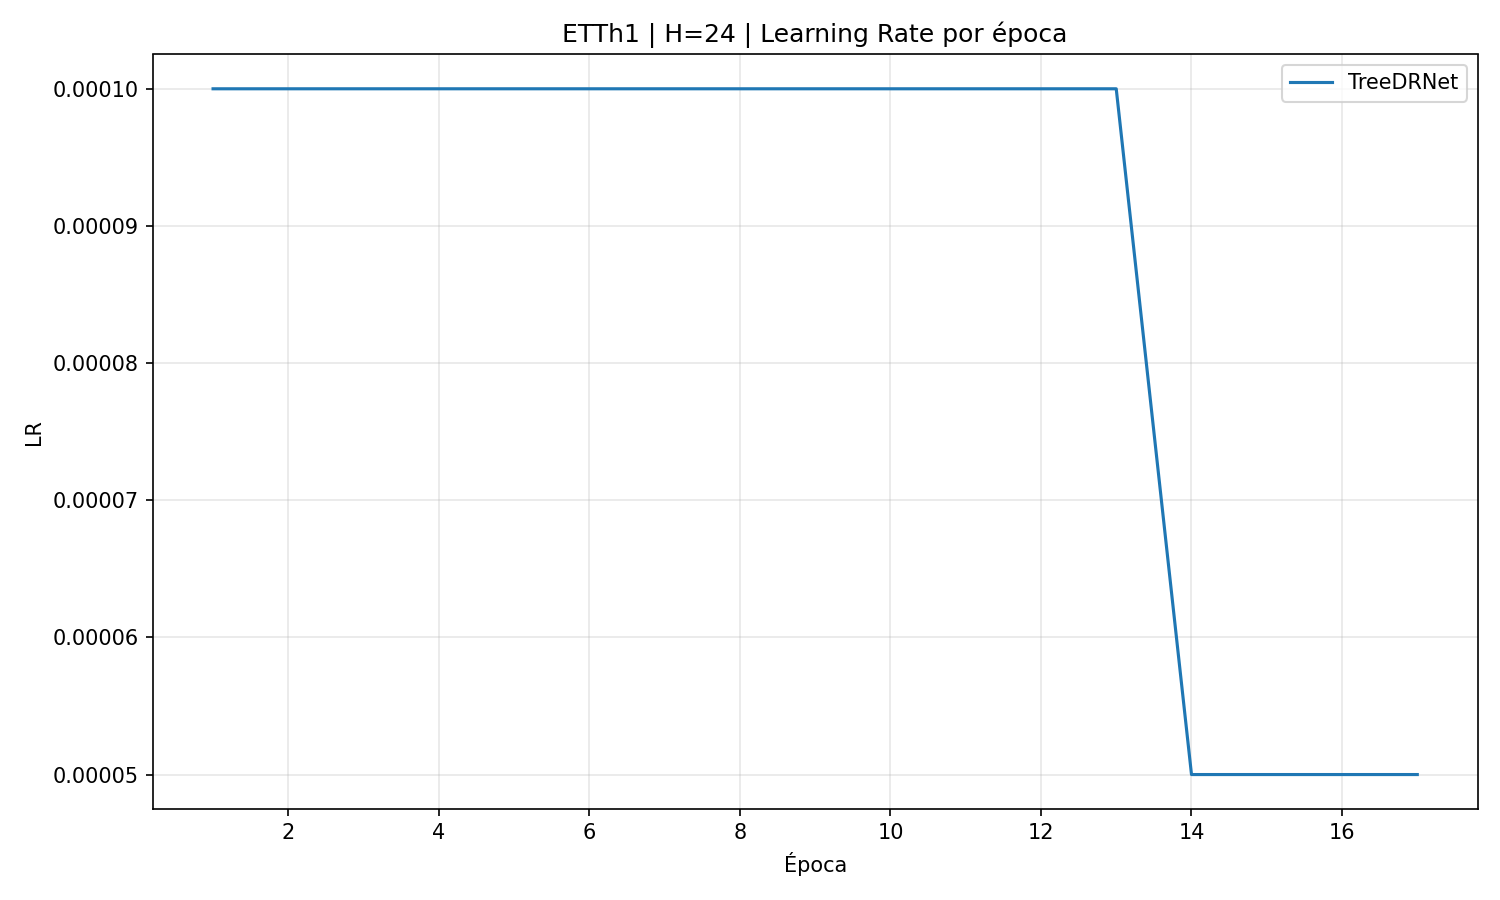 ETTh1 | H=24 | Learning Rate por época
TreeDRNet
0.00010
0.00009
0.00008
0.00007
0.00006
0.00005
LR
2 4 6 8 10 12 14 16
Época